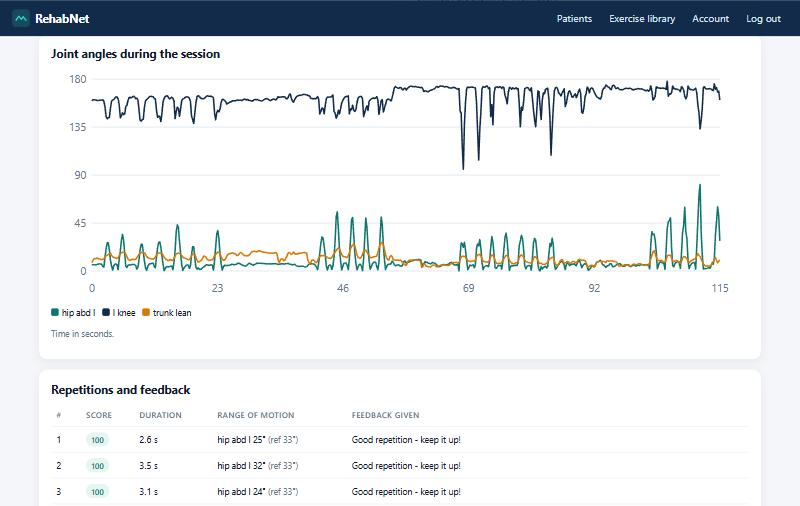 RehabNet
Patients
Exercise library
Account
Log out
Joint angles during the session
180
135
90
45
0
0 23 46 69 92 115
hip abd l l knee trunk lean
Time in seconds.
Repetitions and feedback
# SCORE DURATION RANGE OF MOTION FEEDBACK GIVEN
1 100 2.6 s hip abd l 25° (ref 33°) Good repetition - keep it up!
2 100 3.5 s hip abd l 32° (ref 33°) Good repetition - keep it up!
3 100 3.1 s hip abd l 24° (ref 33°) Good repetition - keep it up!